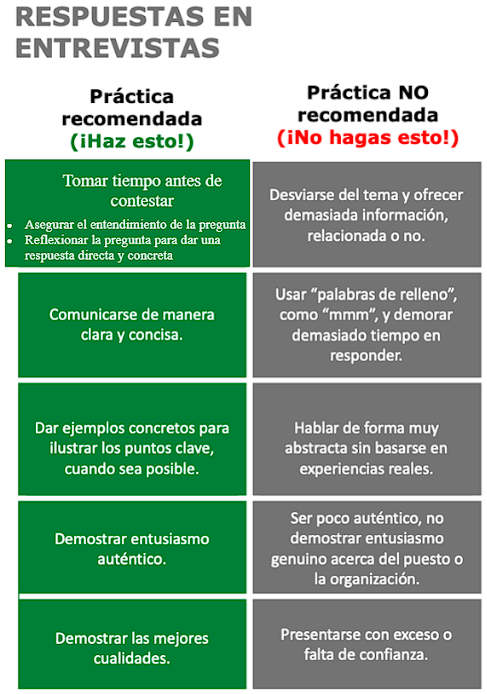 RESPUESTAS EN
ENTREVISTAS
Práctica
recomendada
(¡Haz esto!)
Práctica NO
recomendada
(¡No hagas esto!)
Tomar tiempo antes de
contestar
• Asegurar el entendimiento de la pregunta
• Reflexionar la pregunta para dar una
respuesta directa y concreta
Desviarse del tema y ofrecer
demasiada información,
relacionada o no.
Comunicarse de manera
clara y concisa.
Usar “palabras de relleno”,
como “mmm”, y demorar
demasiado tiempo en
responder.
Dar ejemplos concretos para
ilustrar los puntos clave,
cuando sea posible.
Hablar de forma muy
abstracta sin basarse en
experiencias reales.
Demostrar entusiasmo
auténtico.
Ser poco auténtico, no
demostrar entusiasmo
genuino acerca del puesto o
la organización.
Demostrar las mejores
cualidades.
Presentarse con exceso o
falta de confianza.